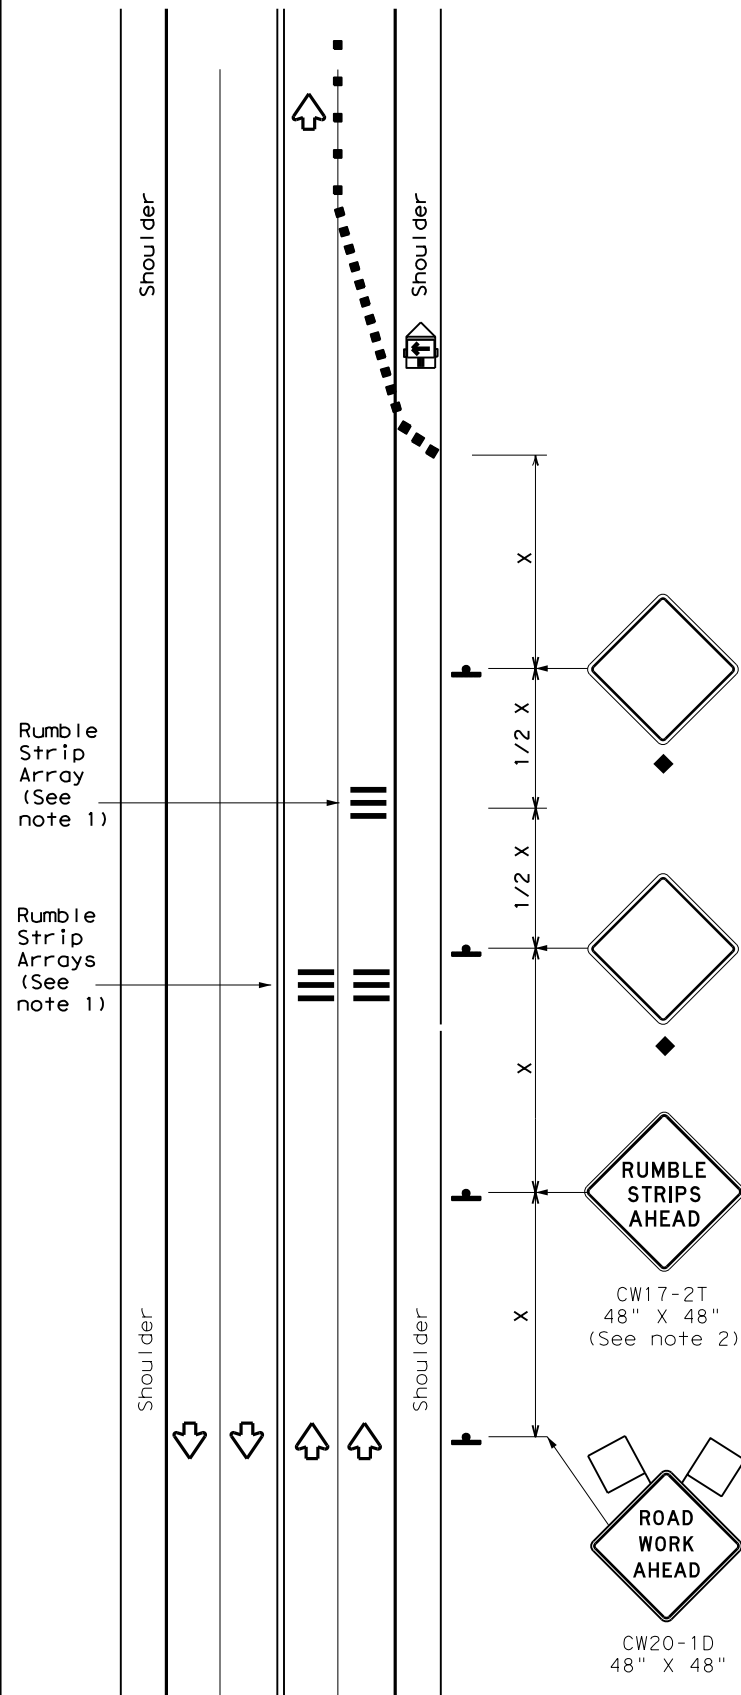 Shoulder
Shoulder
X
1/2 X
Rumble
Strip
Array
(See
note 1)
1/2 X
Rumble
Strip
Arrays
(See
note 1)
X
RUMBLE
STRIPS
AHEAD
CW17-2T
48" X 48"
(See note 2)
X
Shoulder
Shoulder
ROAD
WORK
AHEAD
CW20-1D
48" X 48"